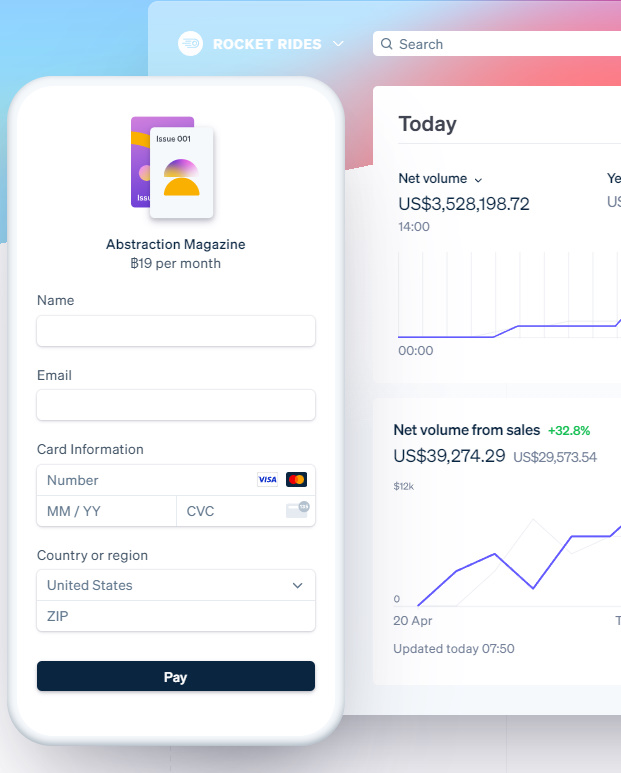 ROCKET RIDES
Search
Issue 001
Abstraction Magazine
฿19 per month
Name
Email
Card Information
Number
VISA
MM / YY
CVC
Country or region
United States
ZIP
Pay
Today
Net volume
US$3,528,198.72
14:00
00:00
Net volume from sales +32.8%
US$39,274.29 US$29,573.54
$12k
0
20 Apr
Updated today 07:50